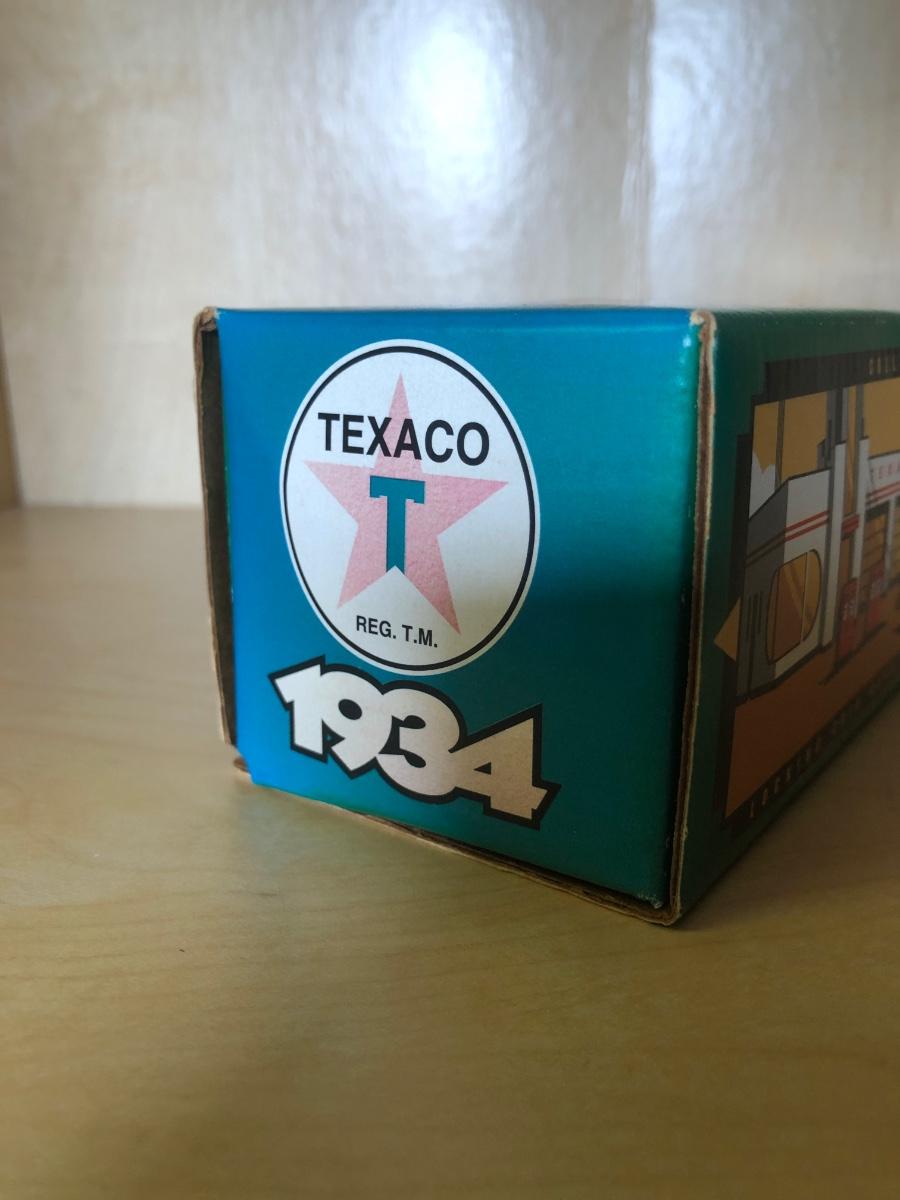 TEXACO
T
REG. T.M.
1934